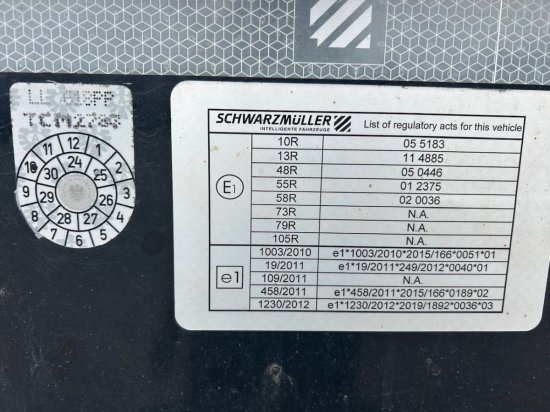 TCM278P
11 12 1
10 24 2
30 25
9 3
29 26
8 28 27 4
7 6 5
SCHWARZMÜLLER
INTELLIGENTE FAHRZEUGE
List of regulatory acts for this vehicle
E1
10R 05 5183
13R 11 4885
48R 05 0446
55R 01 2375
58R 02 0036
73R N.A.
79R N.A.
105R N.A.
e1
1003/2010 e1*1003/2010*2015/166*0051*01
19/2011 e1*19/2011*249/2012*0040*01
109/2011 N.A.
458/2011 e1*458/2011*2015/166*0189*02
1230/2012 e1*1230/2012*2019/1892*0036*03